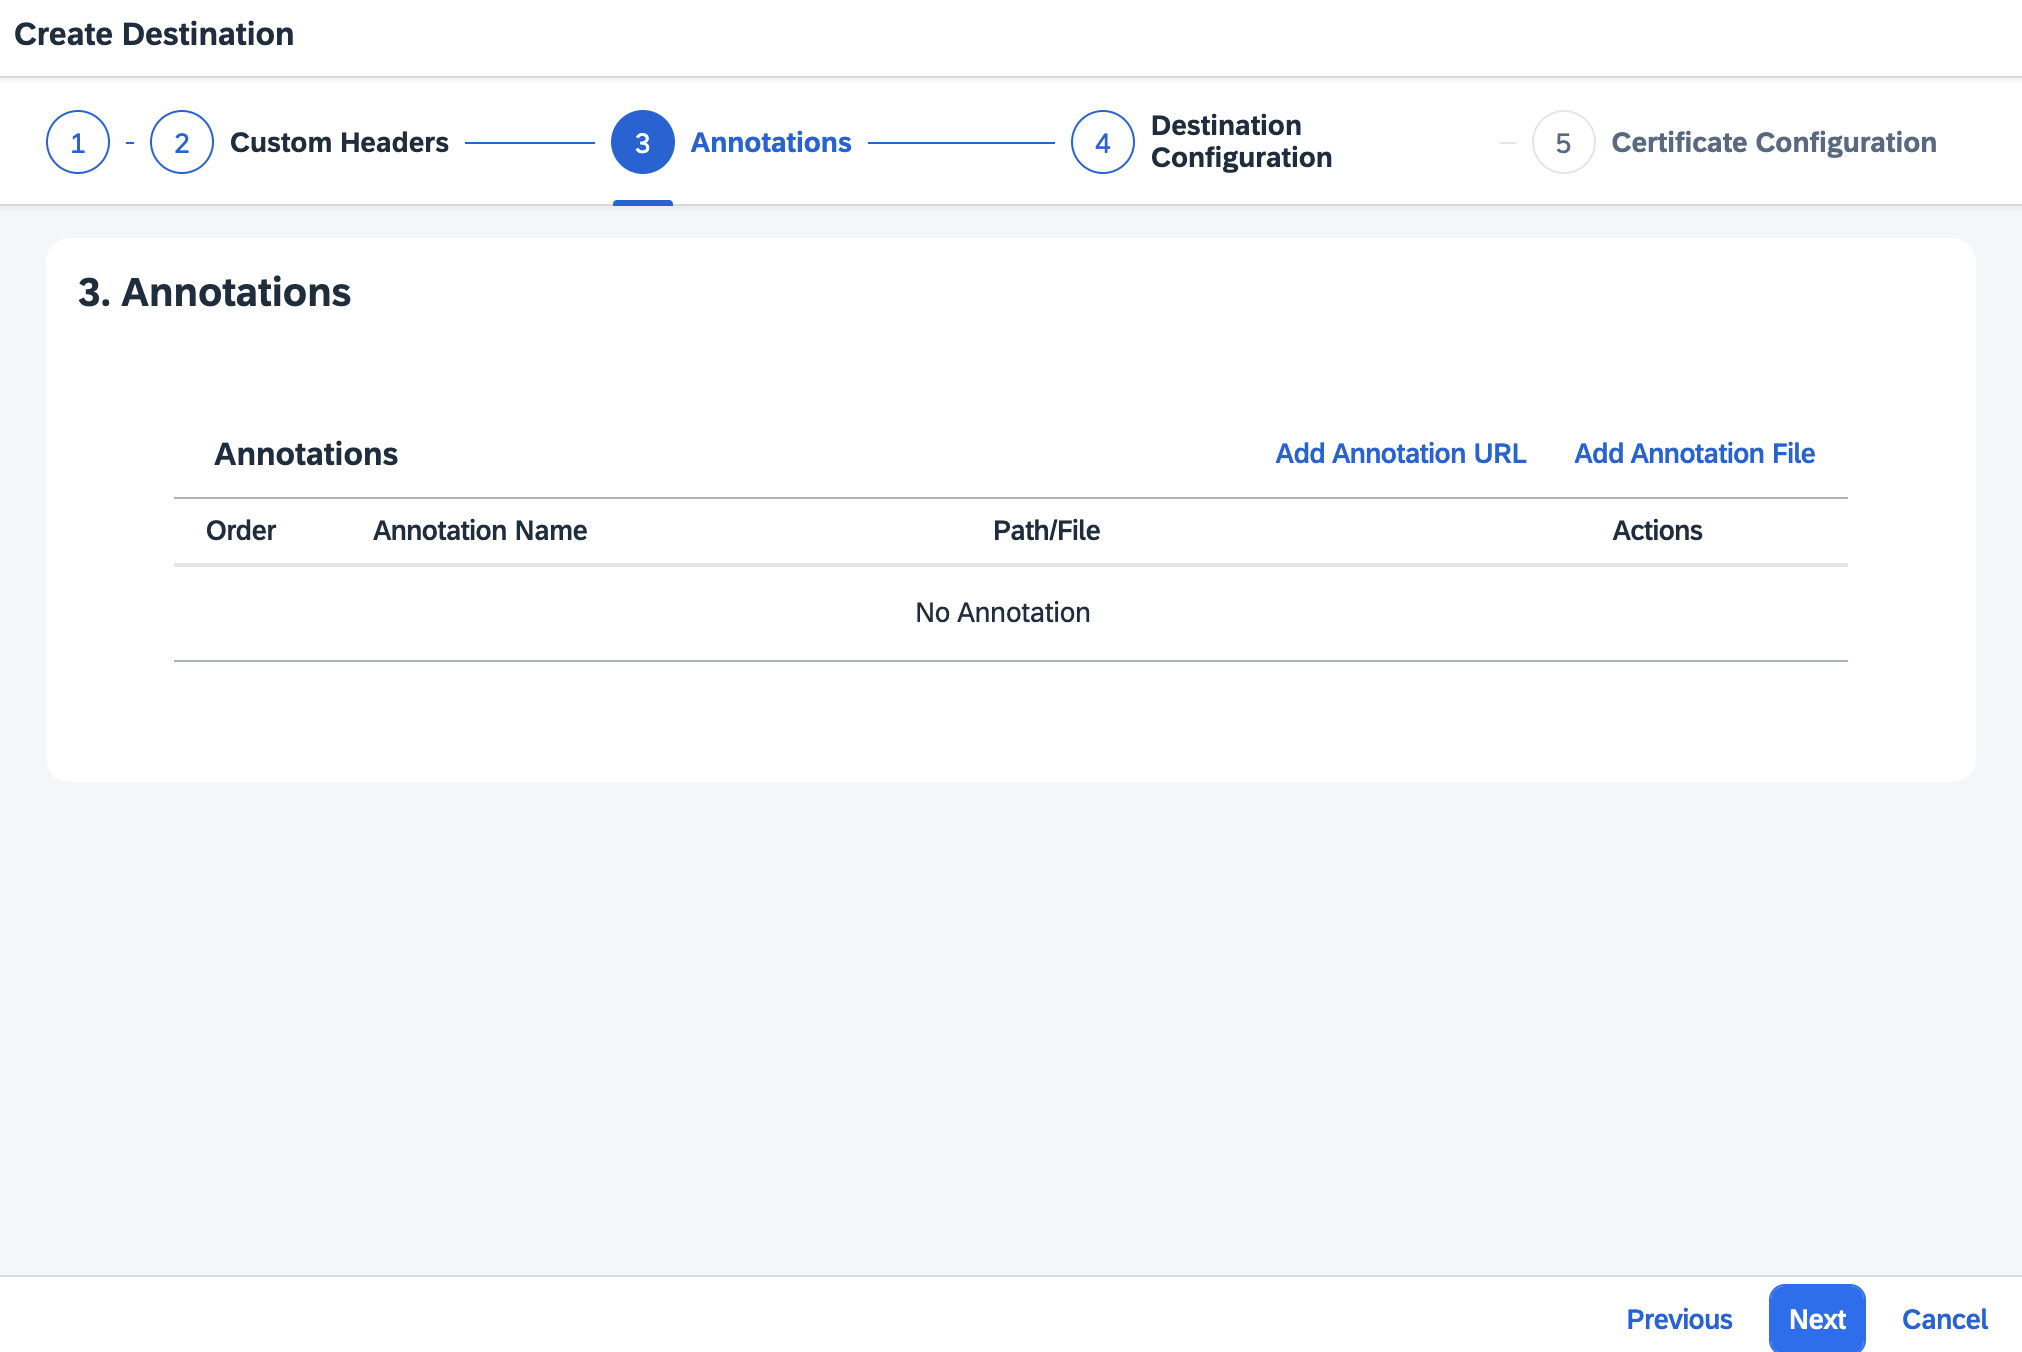 Create Destination
1 - 2 Custom Headers 3 Annotations 4 Destination Configuration 5 Certificate Configuration
3. Annotations
Annotations Add Annotation URL Add Annotation File
Order Annotation Name Path/File Actions
No Annotation
Previous Next Cancel